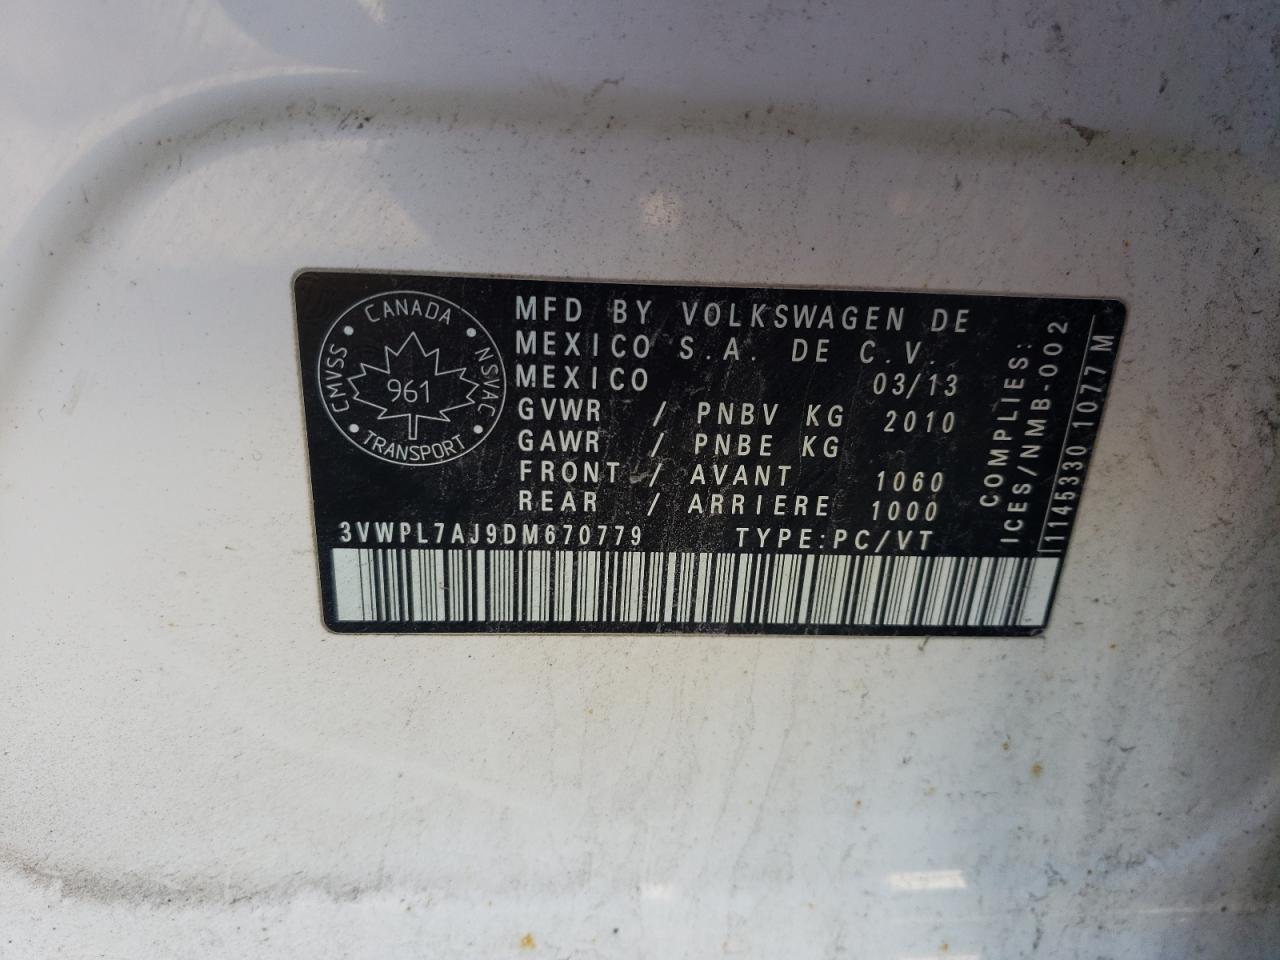 CANADA
CMVSS
961
NSVAC
TRANSPORT
MFD BY VOLKSWAGEN DE
MEXICO S.A. DE C.V.
MEXICO 03/13
GVWR / PNBV KG 2010
GAWR / PNBE KG
FRONT / AVANT 1060
REAR / ARRIERE 1000
3VWPL7AJ9DM670779 TYPE:PC/VT
COMPLIES:
ICES/NMB-002
1145330 1077 M